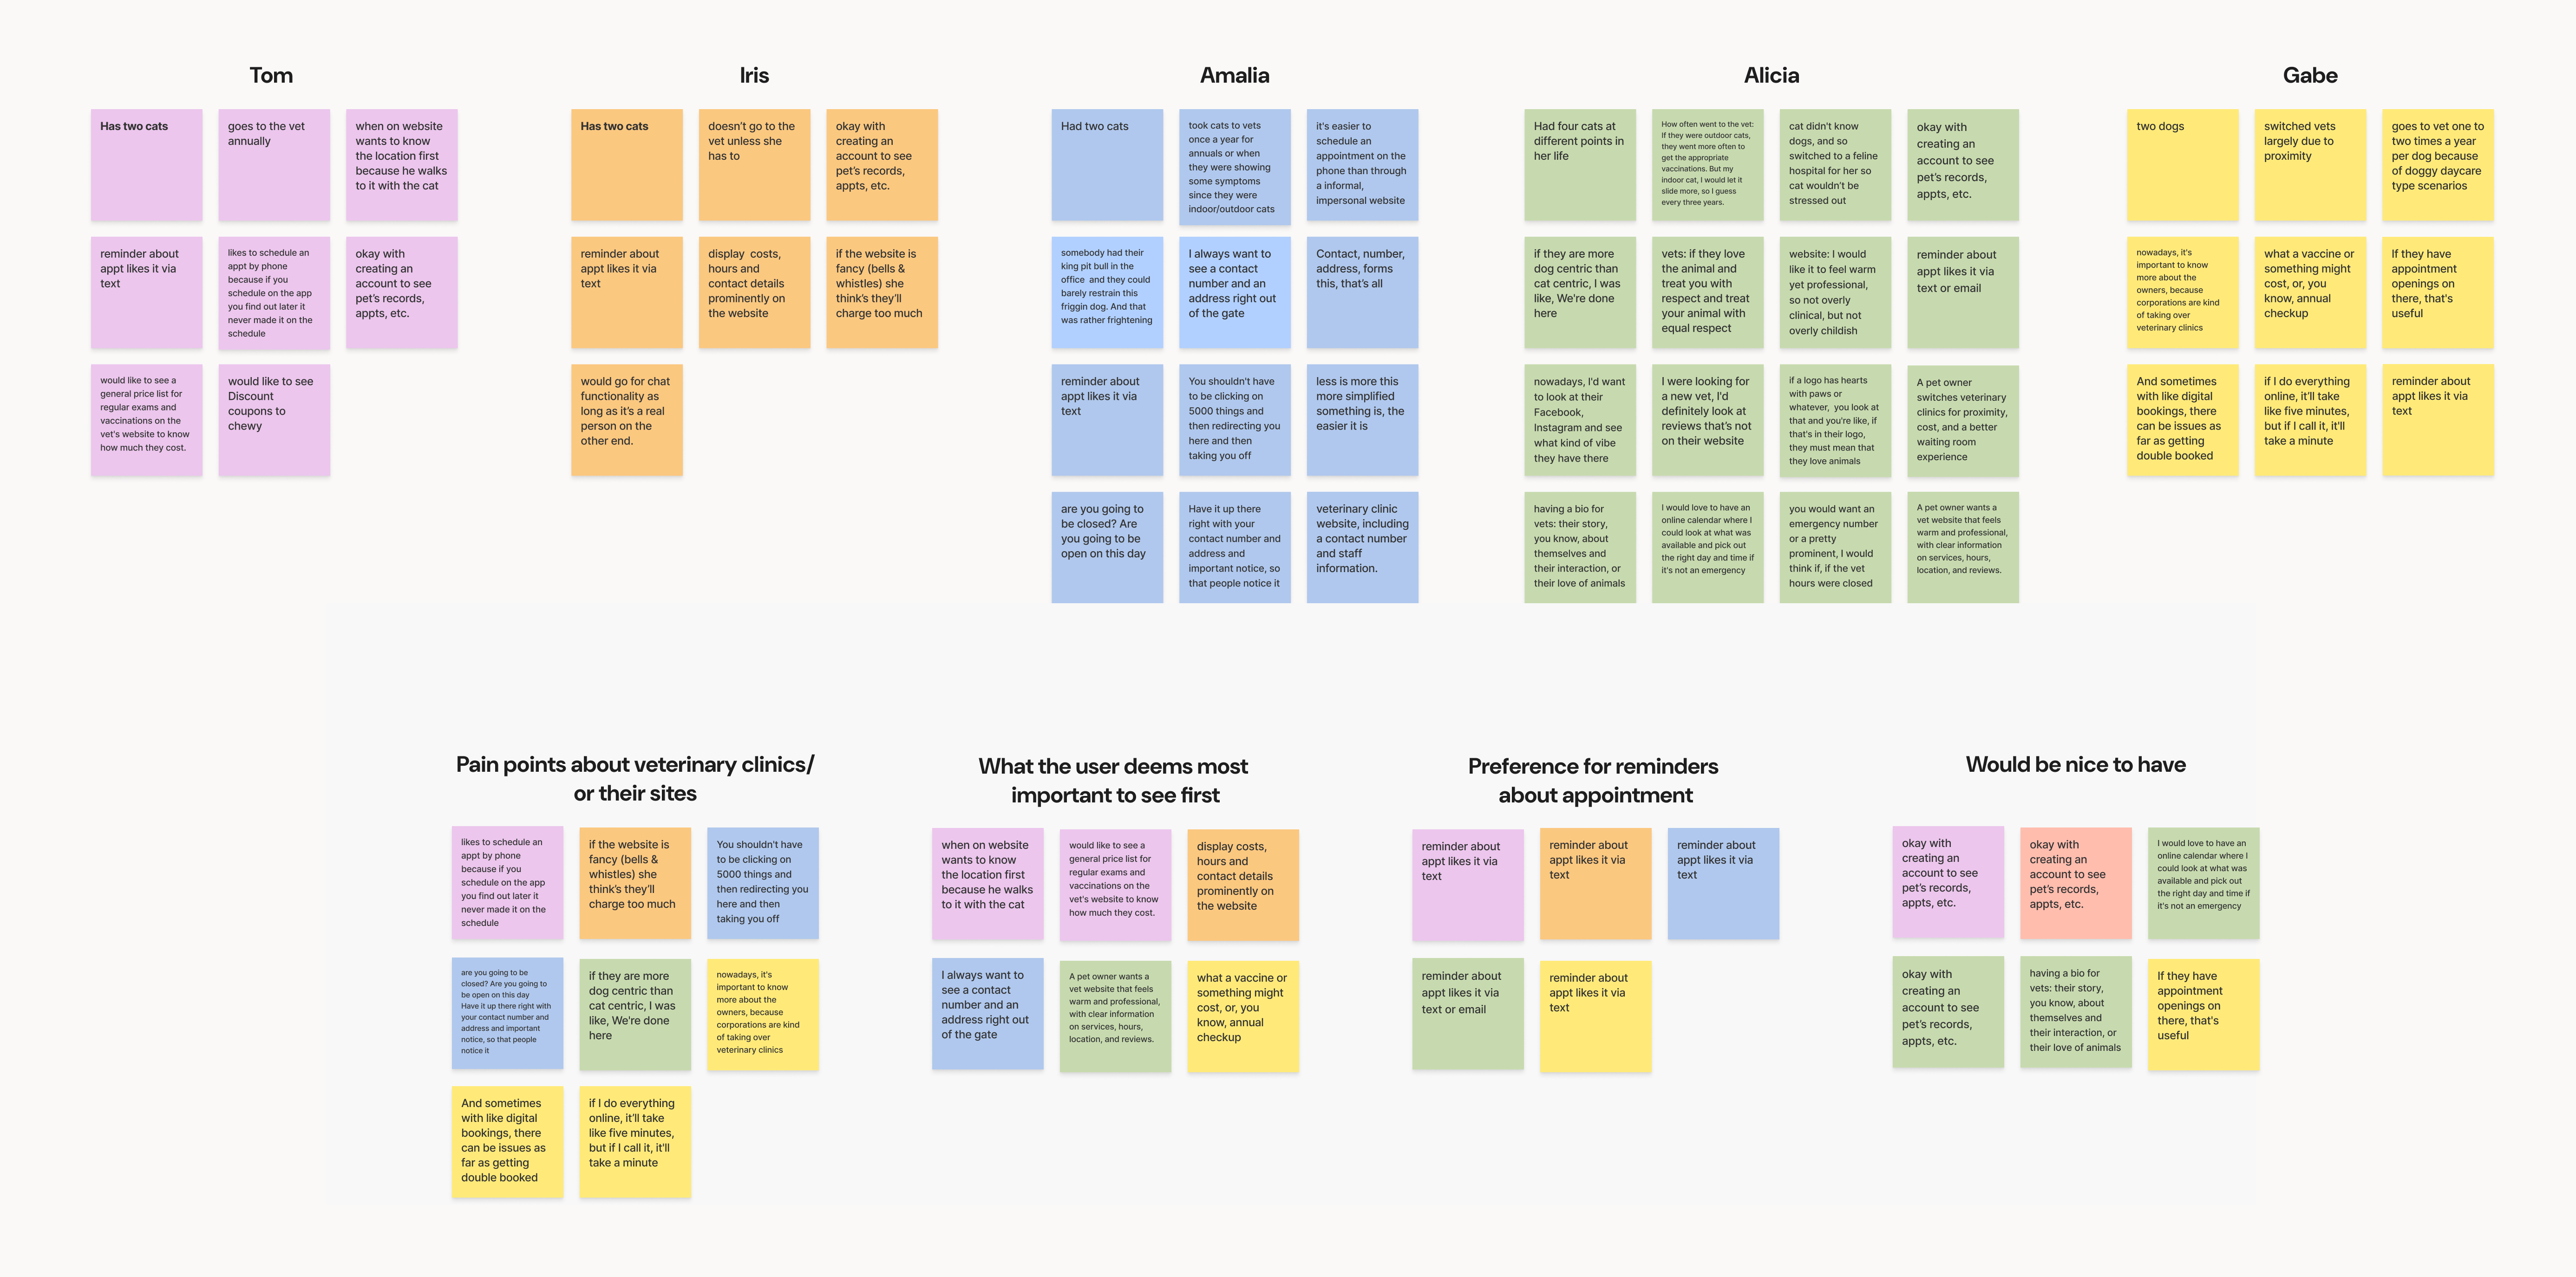 Tom
Has two cats
goes to the vet
annually
when on website
wants to know
the location first
because he walks
to it with the cat
reminder about
appt likes it via
text
likes to schedule an
appt by phone
because if you
schedule on the app
you find out later it
never made it on the
schedule
okay with
creating an
account to see
pet's records,
appts, etc.
would like to see a
general price list for
regular exams and
vaccinations on the
vet's website to know
how much they cost.
would like to see
Discount
coupons to
chewy
Iris
Has two cats
doesn't go to the
vet unless she
has to
okay with
creating an
account to see
pet's records,
appts, etc.
reminder about
appt likes it via
text
display costs,
hours and
contact details
prominently on
the website
if the website is
fancy (bells &
whistles) she
think's they'll
charge too much
would go for chat
functionality as
long as it's a real
person on the
other end.
Amalia
Had two cats
took cats to vets
once a year for
annuals or when
they were showing
some symptoms
since they were
indoor/outdoor cats
it's easier to
schedule an
appointment on the
phone than through
a informal,
impersonal website
somebody had their
king pit bull in the
office and they could
barely restrain this
friggin dog. And that
was rather frightening
I always want to
see a contact
number and an
address right out
of the gate
Contact, number,
address, forms
this, that's all
reminder about
appt likes it via
text
You shouldn't have
to be clicking on
5000 things and
then redirecting you
here and then
taking you off
less is more this
more simplified
something is, the
easier it is
are you going to
be closed? Are
you going to be
open on this day
Have it up there
right with your
contact number and
address and
important notice, so
that people notice it
veterinary clinic
website, including
a contact number
and staff
information.
Alicia
Had four cats at
different points in
her life
How often went to the vet:
If they were outdoor cats,
they went more often to
get the appropriate
vaccinations. But my
indoor cat, I would let it
slide more, so I guess
every three years.
cat didn't know
dogs, and so
switched to a feline
hospital for her so
cat wouldn't be
stressed out
okay with
creating an
account to see
pet's records,
appts, etc.
if they are more
dog centric than
cat centric, I was
like, We're done
here
vets: if they love
the animal and
treat you with
respect and treat
your animal with
equal respect
website: I would
like it to feel warm
yet professional,
so not overly
clinical, but not
overly childish
reminder about
appt likes it via
text or email
nowadays, I'd want
to look at their
Facebook,
Instagram and see
what kind of vibe
they have there
I were looking for
a new vet, I'd
definitely look at
reviews that's not
on their website
if a logo has hearts
with paws or
whatever, you look at
that and you're like, if
that's in their logo,
they must mean that
they love animals
A pet owner
switches veterinary
clinics for proximity,
cost, and a better
waiting room
experience
having a bio for
vets: their story,
you know, about
themselves and
their interaction, or
their love of animals
I would love to have an
online calendar where I
could look at what was
available and pick out
the right day and time if
it's not an emergency
you would want an
emergency number
or a pretty
prominent, I would
think if, if the vet
hours were closed
A pet owner wants a
vet website that feels
warm and professional,
with clear information
on services, hours,
location, and reviews.
Gabe
two dogs
switched vets
largely due to
proximity
goes to vet one to
two times a year
per dog because
of doggy daycare
type scenarios
nowadays, it's
important to know
more about the
owners, because
corporations are kind
of taking over
veterinary clinics
what a vaccine or
something might
cost, or, you
know, annual
checkup
If they have
appointment
openings on
there, that's
useful
And sometimes
with like digital
bookings, there
can be issues as
far as getting
double booked
if I do everything
online, it'll take
like five minutes,
but if I call it, it'll
take a minute
reminder about
appt likes it via
text
Pain points about veterinary clinics/
or their sites
likes to schedule an
appt by phone
because if you
schedule on the app
you find out later it
never made it on the
schedule
if the website is
fancy (bells &
whistles) she
think's they'll
charge too much
You shouldn't have
to be clicking on
5000 things and
then redirecting you
here and then
taking you off
are you going to be
closed? Are you going to
be open on this day
Have it up there right with
your contact number and
address and important
notice, so that people
notice it
if they are more
dog centric than
cat centric, I was
like, We're done
here
nowadays, it's
important to know
more about the
owners, because
corporations are kind
of taking over
veterinary clinics
And sometimes
with like digital
bookings, there
can be issues as
far as getting
double booked
if I do everything
online, it'll take
like five minutes,
but if I call it, it'll
take a minute
What the user deems most
important to see first
when on website
wants to know
the location first
because he walks
to it with the cat
would like to see a
general price list for
regular exams and
vaccinations on the
vet's website to know
how much they cost.
display costs,
hours and
contact details
prominently on
the website
I always want to
see a contact
number and an
address right out
of the gate
A pet owner wants a
vet website that feels
warm and professional,
with clear information
on services, hours,
location, and reviews.
what a vaccine or
something might
cost, or, you
know, annual
checkup
Preference for reminders
about appointment
reminder about
appt likes it via
text
reminder about
appt likes it via
text
reminder about
appt likes it via
text
reminder about
appt likes it via
text or email
reminder about
appt likes it via
text
Would be nice to have
okay with
creating an
account to see
pet's records,
appts, etc.
okay with
creating an
account to see
pet's records,
appts, etc.
I would love to have an
online calendar where I
could look at what was
available and pick out
the right day and time if
it's not an emergency
okay with
creating an
account to see
pet's records,
appts, etc.
having a bio for
vets: their story,
you know, about
themselves and
their interaction, or
their love of animals
If they have
appointment
openings on
there, that's
useful